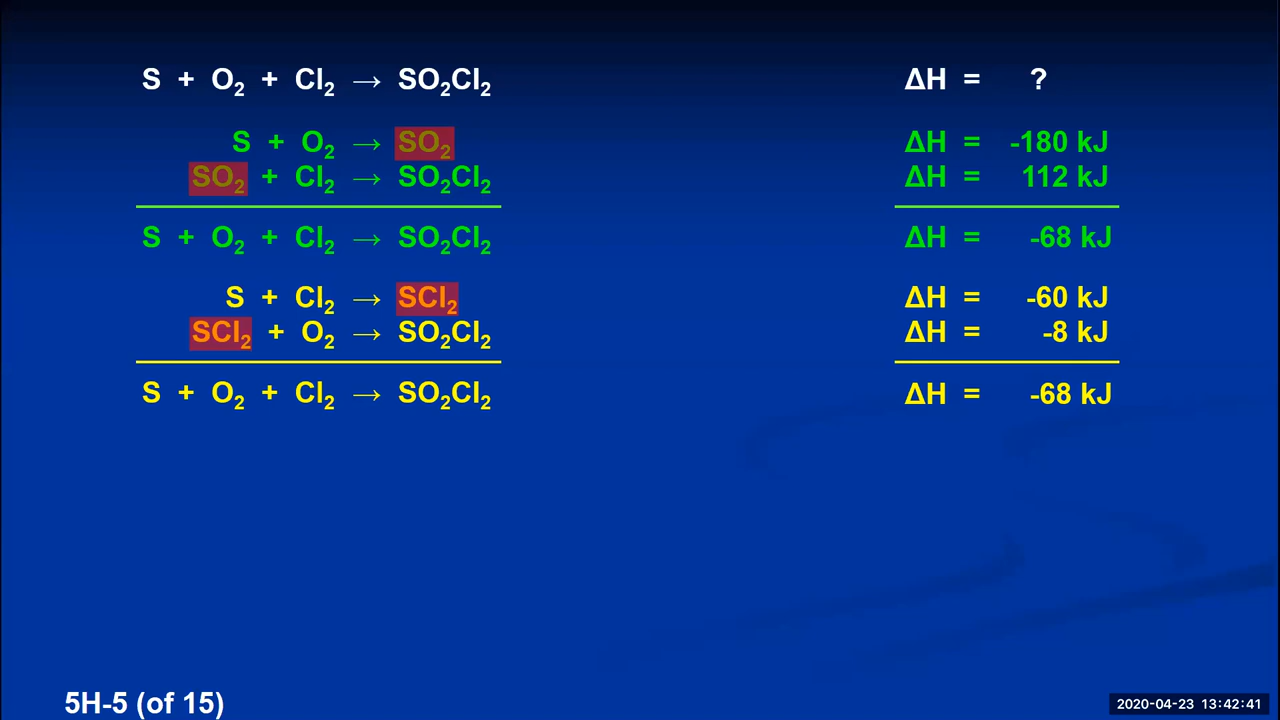 S + O₂ + Cl₂ → SO₂Cl₂ ΔH = ?
S + O₂ → SO₂ ΔH = -180 kJ
SO₂ + Cl₂ → SO₂Cl₂ ΔH = 112 kJ
S + O₂ + Cl₂ → SO₂Cl₂ ΔH = -68 kJ
S + Cl₂ → SCl₂ ΔH = -60 kJ
SCl₂ + O₂ → SO₂Cl₂ ΔH = -8 kJ
S + O₂ + Cl₂ → SO₂Cl₂ ΔH = -68 kJ
5H-5 (of 15)
2020-04-23 13:42:41